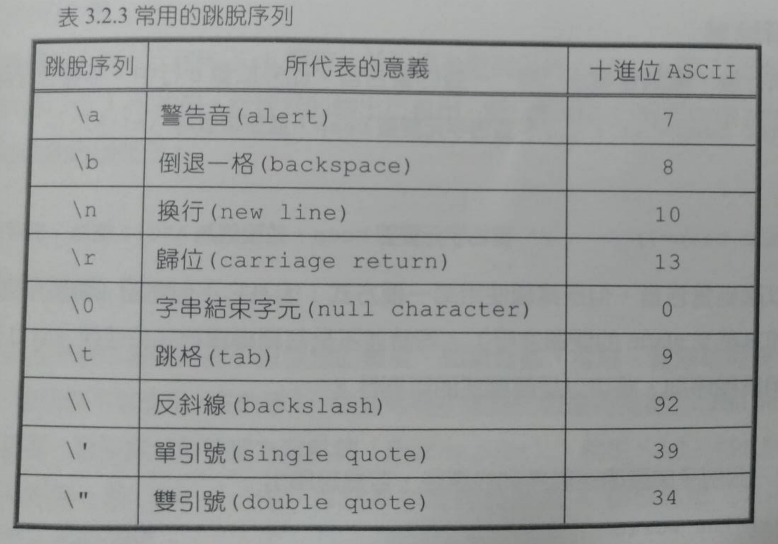 表 3.2.3 常用的跳脫序列
跳脫序列 所代表的意義 十進位 ASCII
\a 警告音(alert) 7
\b 倒退一格(backspace) 8
\n 換行(new line) 10
\r 歸位(carriage return) 13
\0 字串結束字元(null character) 0
\t 跳格(tab) 9
\\ 反斜線(backslash) 92
\' 單引號(single quote) 39
\" 雙引號(double quote) 34